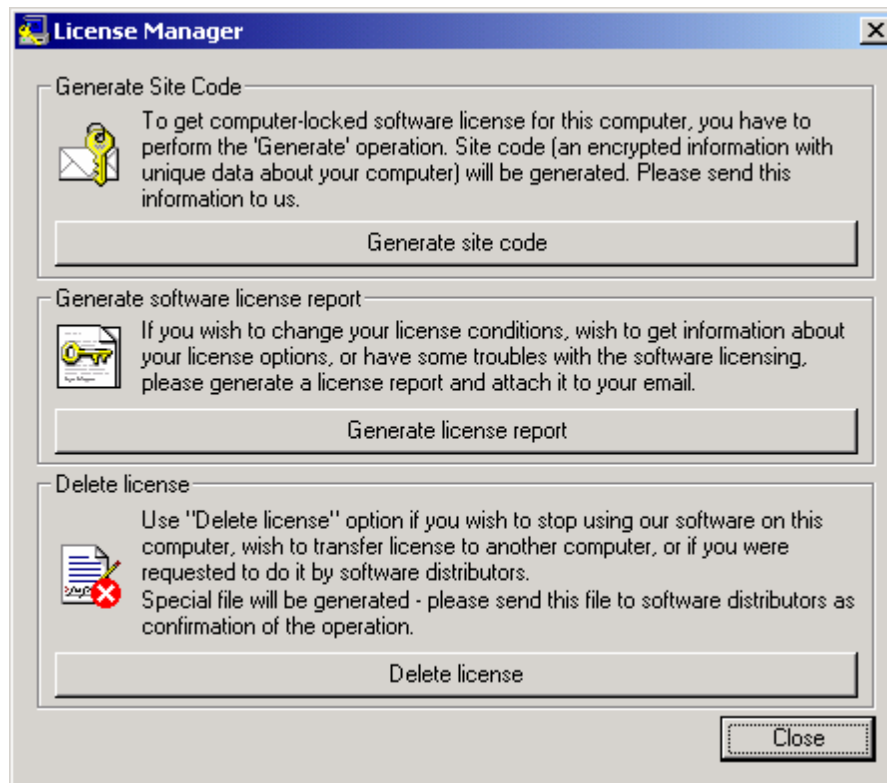 License Manager
Generate Site Code
To get computer-locked software license for this computer, you have to
perform the 'Generate' operation. Site code (an encrypted information with
unique data about your computer) will be generated. Please send this
information to us.
Generate site code
Generate software license report
If you wish to change your license conditions, wish to get information about
your license options, or have some troubles with the software licensing,
please generate a license report and attach it to your email.
Generate license report
Delete license
Use "Delete license" option if you wish to stop using our software on this
computer, wish to transfer license to another computer, or if you were
requested to do it by software distributors.
Special file will be generated - please send this file to software distributors as
confirmation of the operation.
Delete license
Close